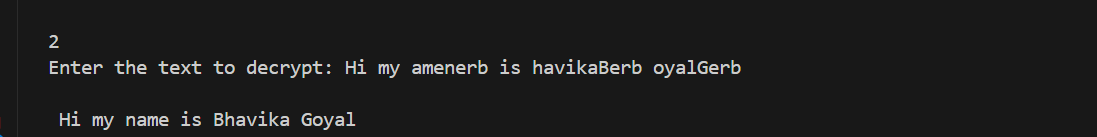 2
Enter the text to decrypt: Hi my amenerb is havikaBerb oyalGerb
Hi my name is Bhavika Goyal